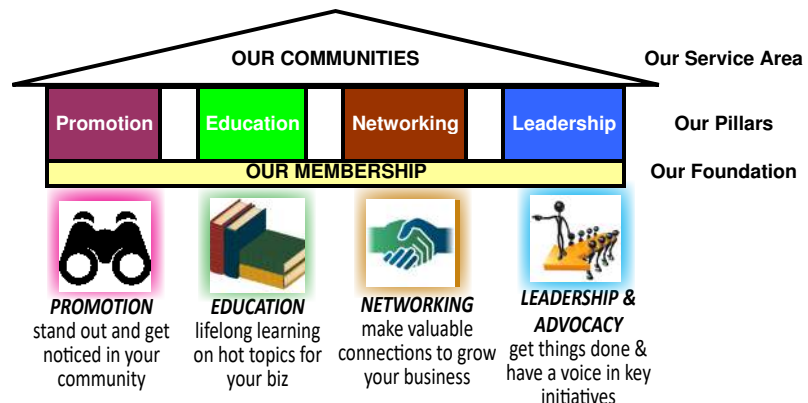 OUR COMMUNITIES
Our Service Area
Promotion
Education
Networking
Leadership
Our Pillars
OUR MEMBERSHIP
Our Foundation
PROMOTION
stand out and get
noticed in your
community
EDUCATION
lifelong learning
on hot topics for
your biz
NETWORKING
make valuable
connections to grow
your business
LEADERSHIP &
ADVOCACY
get things done &
have a voice in key
initiatives